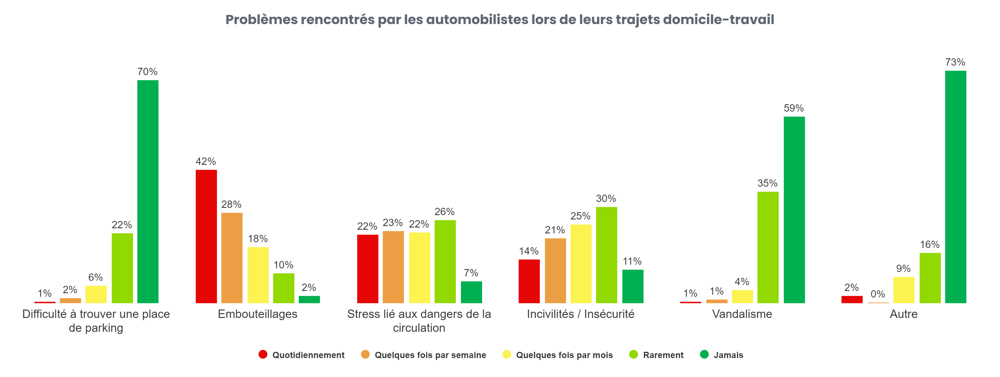 Problèmes rencontrés par les automobilistes lors de leurs trajets domicile-travail
1%
2%
6%
22%
70%
Difficulté à trouver une place
de parking
42%
28%
18%
10%
2%
Embouteillages
22%
23%
22%
26%
7%
Stress lié aux dangers de la
circulation
14%
21%
25%
30%
11%
Incivilités / Insécurité
1%
1%
4%
35%
59%
Vandalisme
2%
0%
9%
16%
73%
Autre
Quotidiennement
Quelques fois par semaine
Quelques fois par mois
Rarement
Jamais